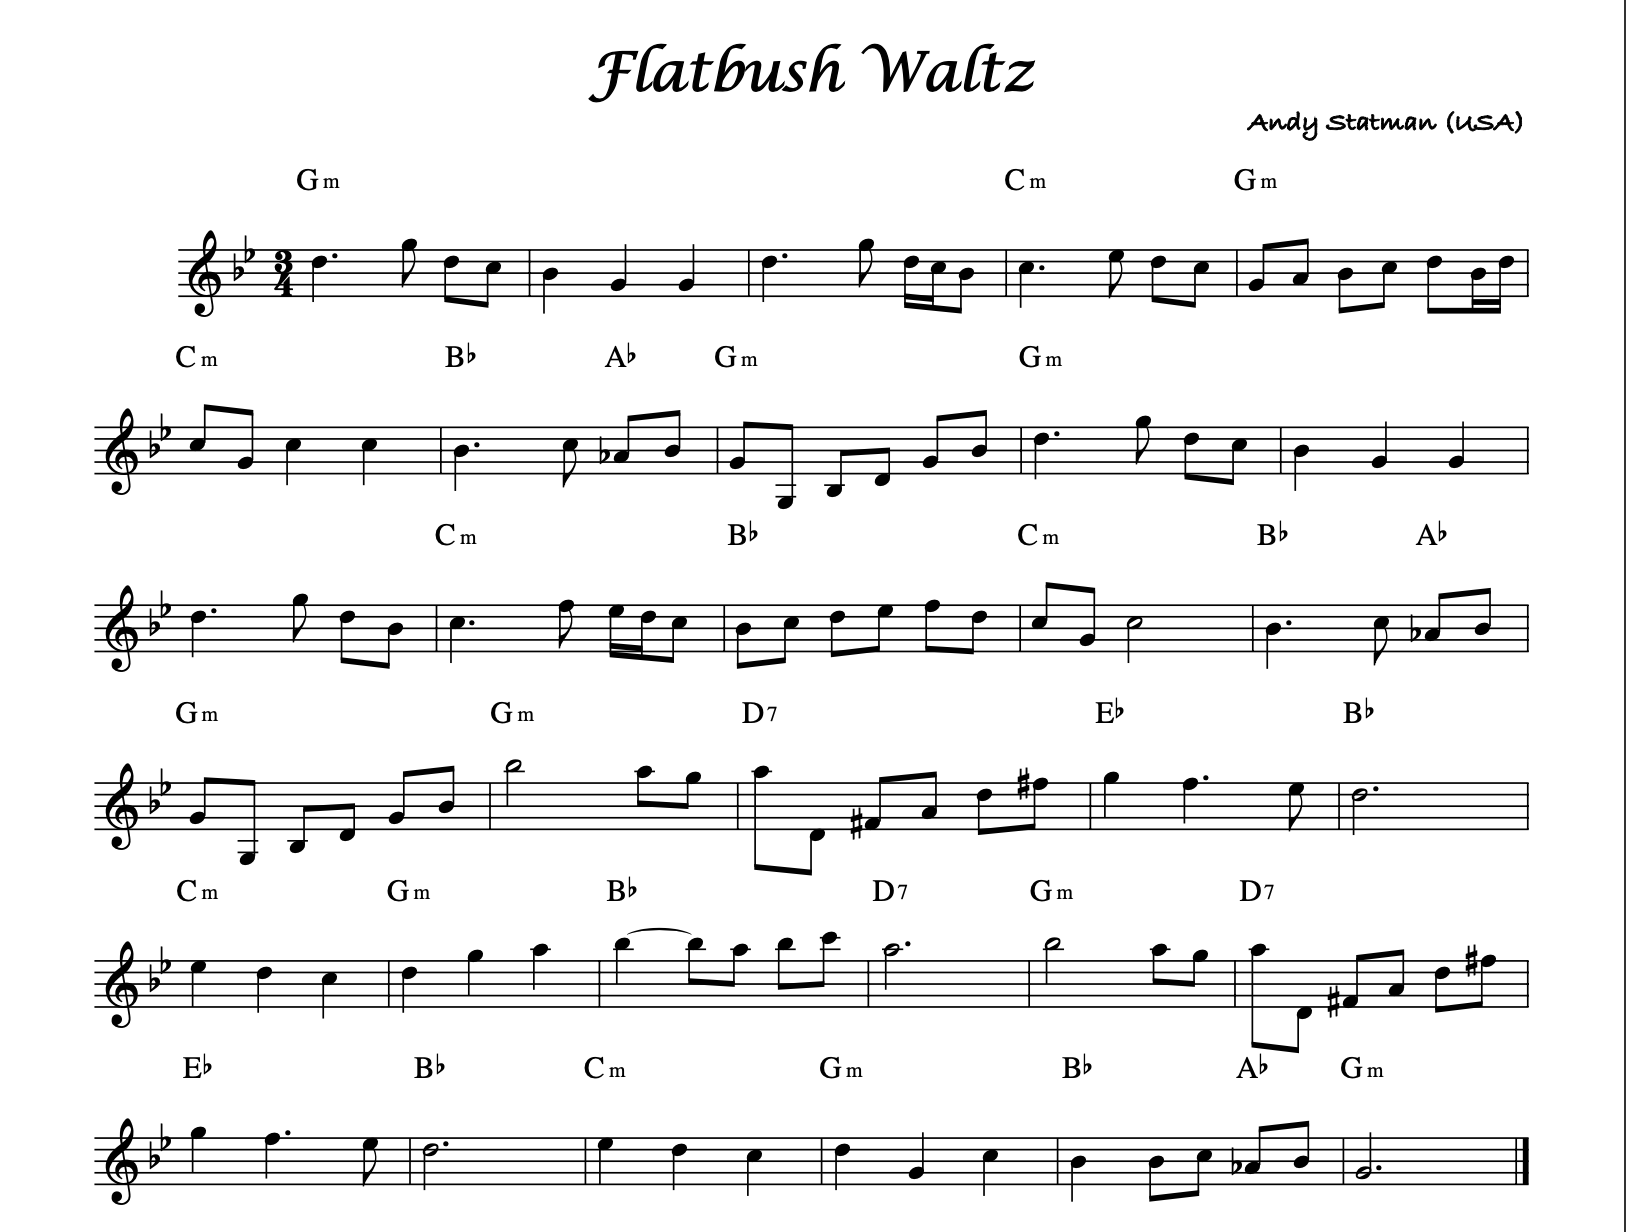 Flatbush Waltz
Andy Statman (USA)
Gm Cm Gm
3
4
Cm B♭ A♭ Gm Gm
Cm B♭ Cm B♭ A♭
Gm Gm D7 E♭ B♭
Cm Gm B♭ D7 Gm D7
E♭ B♭ Cm Gm B♭ A♭ Gm